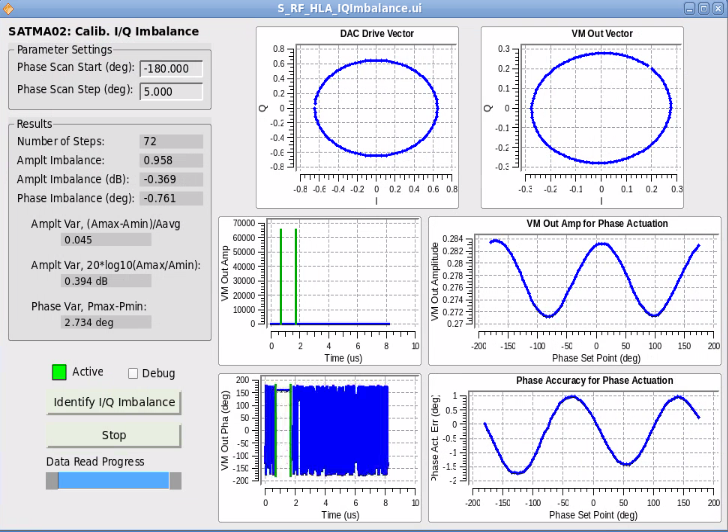 S_RF_HLA_IQImbalance.ui
SATMA02: Calib. I/Q Imbalance
Parameter Settings
Phase Scan Start (deg): -180.000
Phase Scan Step (deg): 5.000
Results
Number of Steps: 72
Amplt Imbalance: 0.958
Amplt Imbalance (dB): -0.369
Phase Imbalance (deg): -0.761
Amplt Var, (Amax-Amin)/Aavg
0.045
Amplt Var, 20*log10(Amax/Amin):
0.394 dB
Phase Var, Pmax-Pmin:
2.734 deg
Active
Debug
Identify I/Q Imbalance
Stop
Data Read Progress
DAC Drive Vector
Q
0.8
0.6
0.4
0.2
0
-0.2
-0.4
-0.6
-0.8
-0.8 -0.6 -0.4 -0.2 0 0.2 0.4 0.6 0.8
I
VM Out Vector
Q
0.3
0.2
0.1
0
-0.1
-0.2
-0.3
-0.3 -0.2 -0.1 0 0.1 0.2 0.3
I
VM Out Amp
70000
60000
50000
40000
30000
20000
10000
0
0 2 4 6 8 10
Time (us)
VM Out Amp for Phase Actuation
VM Out Amplitude
0.284
0.282
0.28
0.278
0.276
0.274
0.272
0.27
-200 -150 -100 -50 0 50 100 150 200
Phase Set Point (deg)
VM Out Pha (deg)
200
150
100
50
0
-50
-100
-150
-200
0 2 4 6 8 10
Time (us)
Phase Accuracy for Phase Actuation
Phase Act. Err (deg)
1
0.5
0
-0.5
-1
-1.5
-2
-200 -150 -100 -50 0 50 100 150 200
Phase Set Point (deg)